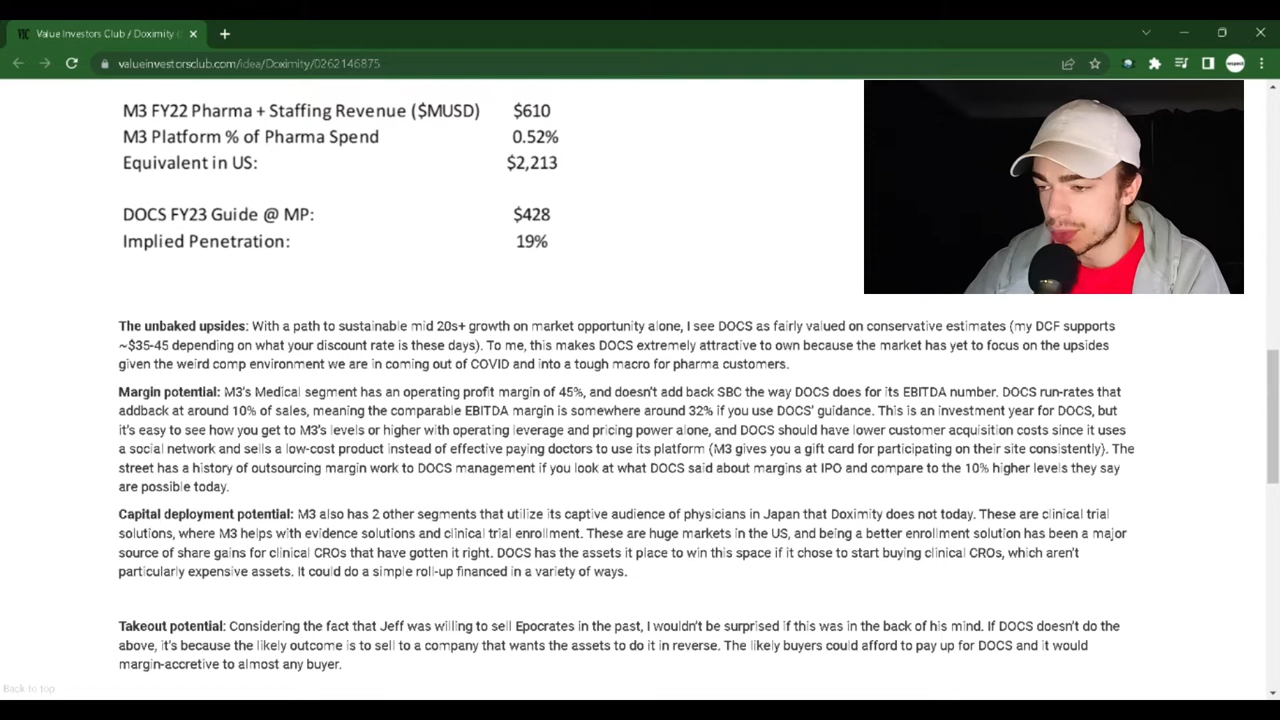 Value Investors Club / Doximity (
valueinvestorsclub.com/idea/Doximity/0262146875
M3 FY22 Pharma + Staffing Revenue ($MUSD) $610
M3 Platform % of Pharma Spend 0.52%
Equivalent in US: $2,213
DOCS FY23 Guide @ MP: $428
Implied Penetration: 19%
The unbaked upsides: With a path to sustainable mid 20s+ growth on market opportunity alone, I see DOCS as fairly valued on conservative estimates (my DCF supports
~$35-45 depending on what your discount rate is these days). To me, this makes DOCS extremely attractive to own because the market has yet to focus on the upsides
given the weird comp environment we are in coming out of COVID and into a tough macro for pharma customers.
Margin potential: M3's Medical segment has an operating profit margin of 45%, and doesn't add back SBC the way DOCS does for its EBITDA number. DOCS run-rates that
addback at around 10% of sales, meaning the comparable EBITDA margin is somewhere around 32% if you use DOCS' guidance. This is an investment year for DOCS, but
it's easy to see how you get to M3's levels or higher with operating leverage and pricing power alone, and DOCS should have lower customer acquisition costs since it uses
a social network and sells a low-cost product instead of effective paying doctors to use its platform (M3 gives you a gift card for participating on their site consistently). The
street has a history of outsourcing margin work to DOCS management if you look at what DOCS said about margins at IPO and compare to the 10% higher levels they say
are possible today.
Capital deployment potential: M3 also has 2 other segments that utilize its captive audience of physicians in Japan that Doximity does not today. These are clinical trial
solutions, where M3 helps with evidence solutions and clinical trial enrollment. These are huge markets in the US, and being a better enrollment solution has been a major
source of share gains for clinical CROs that have gotten it right. DOCS has the assets it place to win this space if it chose to start buying clinical CROs, which aren't
particularly expensive assets. It could do a simple roll-up financed in a variety of ways.
Takeout potential: Considering the fact that Jeff was willing to sell Epocrates in the past, I wouldn't be surprised if this was in the back of his mind. If DOCS doesn't do the
above, it's because the likely outcome is to sell to a company that wants the assets to do it in reverse. The likely buyers could afford to pay up for DOCS and it would
margin-accretive to almost any buyer.
Back to top